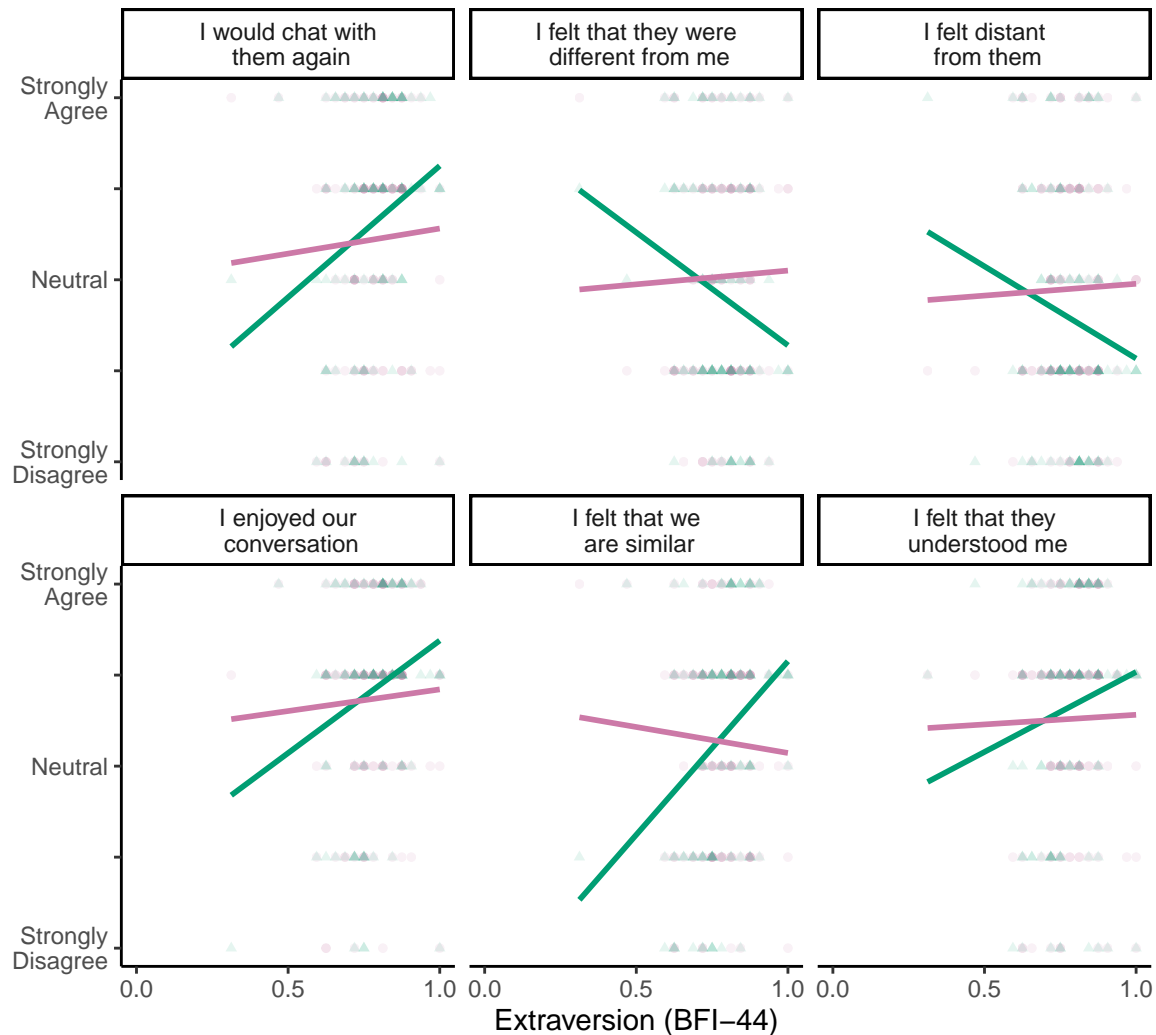 I would chat with
them again
I felt that they were
different from me
I felt distant
from them
Strongly
Agree
Neutral
Strongly
Disagree
I enjoyed our
conversation
I felt that we
are similar
I felt that they
understood me
Strongly
Agree
Neutral
Strongly
Disagree
0.0 0.5 1.0 0.0 0.5 1.0 0.0 0.5 1.0
Extraversion (BFI−44)